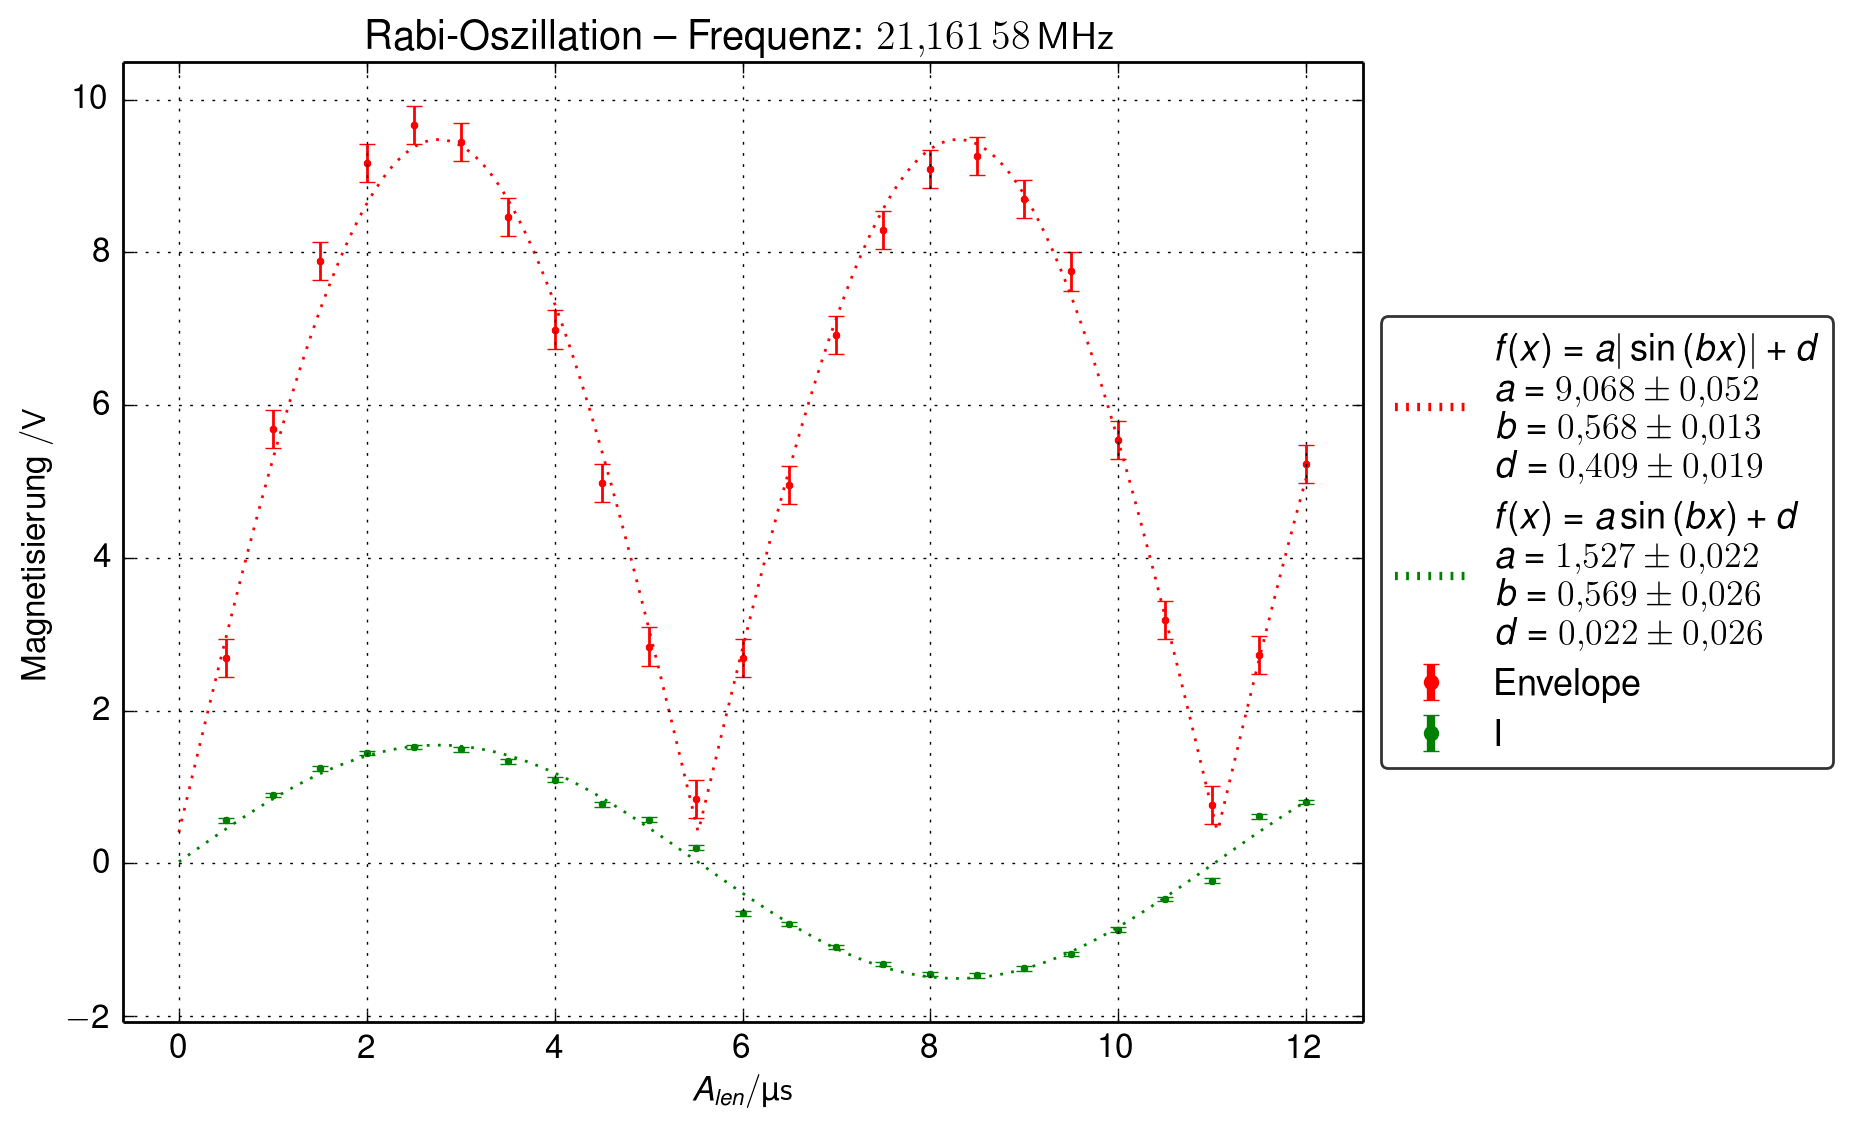 Rabi-Oszillation – Frequenz: 21,161 58 MHz
Magnetisierung /V
10
8
6
4
2
0
−2
0 2 4 6 8 10 12
A_len/µs
f(x) = a| sin (bx)| + d
a = 9,068 ± 0,052
b = 0,568 ± 0,013
d = 0,409 ± 0,019
f(x) = a sin (bx) + d
a = 1,527 ± 0,022
b = 0,569 ± 0,026
d = 0,022 ± 0,026
Envelope
I